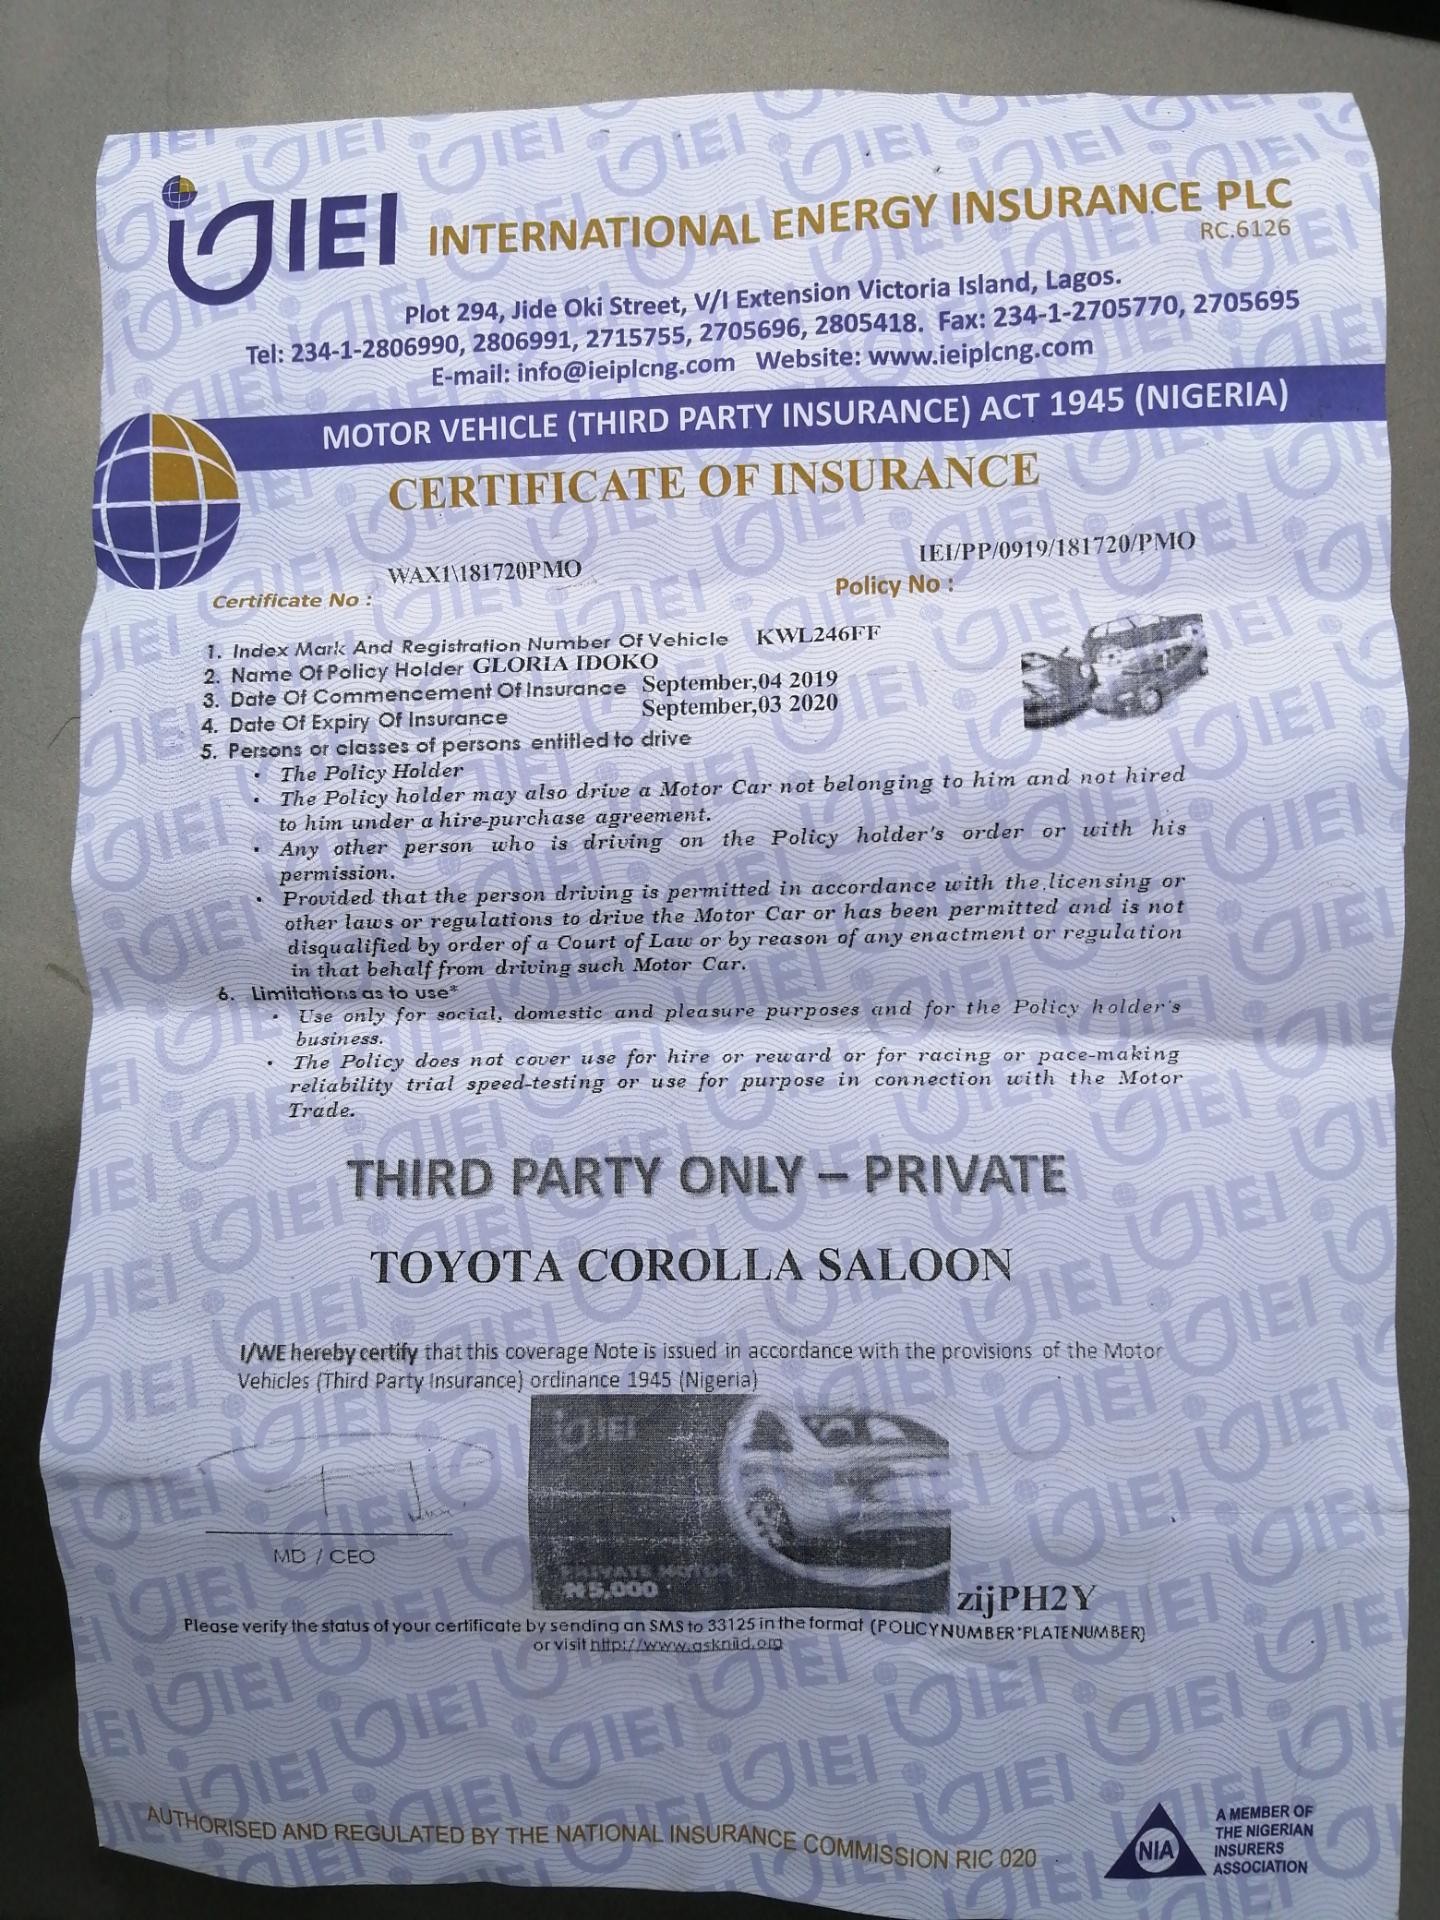 IEI INTERNATIONAL ENERGY INSURANCE PLC
RC.6126
Plot 294, Jide Oki Street, V/I Extension Victoria Island, Lagos.
Tel: 234-1-2806990, 2806991, 2715755, 2705696, 2805418. Fax: 234-1-2705770, 2705695
E-mail: info@ieiplcng.com Website: www.ieiplcng.com
MOTOR VEHICLE (THIRD PARTY INSURANCE) ACT 1945 (NIGERIA)
CERTIFICATE OF INSURANCE
WAX1\181720PMO
IEI/PP/0919/181720/PMO
Certificate No :
Policy No :
1. Index Mark And Registration Number Of Vehicle KWL246FF
2. Name Of Policy Holder GLORIA IDOKO
3. Date Of Commencement Of Insurance September,04 2019
4. Date Of Expiry Of Insurance September,03 2020
5. Persons or classes of persons entitled to drive
• The Policy Holder
• The Policy holder may also drive a Motor Car not belonging to him and not hired
to him under a hire-purchase agreement.
• Any other person who is driving on the Policy holder's order or with his
permission.
• Provided that the person driving is permitted in accordance with the licensing or
other laws or regulations to drive the Motor Car or has been permitted and is not
disqualified by order of a Court of Law or by reason of any enactment or regulation
in that behalf from driving such Motor Car.
6. Limitations as to use*
• Use only for social, domestic and pleasure purposes and for the Policy holder's
business.
• The Policy does not cover use for hire or reward or for racing or pace-making
reliability trial speed-testing or use for purpose in connection with the Motor
Trade.
THIRD PARTY ONLY – PRIVATE
TOYOTA COROLLA SALOON
I/WE hereby certify that this coverage Note is issued in accordance with the provisions of the Motor
Vehicles (Third Party Insurance) ordinance 1945 (Nigeria)
IEI
MD / CEO
PRIVATE MOTOR
₦5,000
zijPH2Y
Please verify the status of your certificate by sending an SMS to 33125 in the format (POLICYNUMBER*PLATENUMBER)
or visit http://www.askniid.org
AUTHORISED AND REGULATED BY THE NATIONAL INSURANCE COMMISSION RIC 020
NIA
A MEMBER OF
THE NIGERIAN
INSURERS
ASSOCIATION